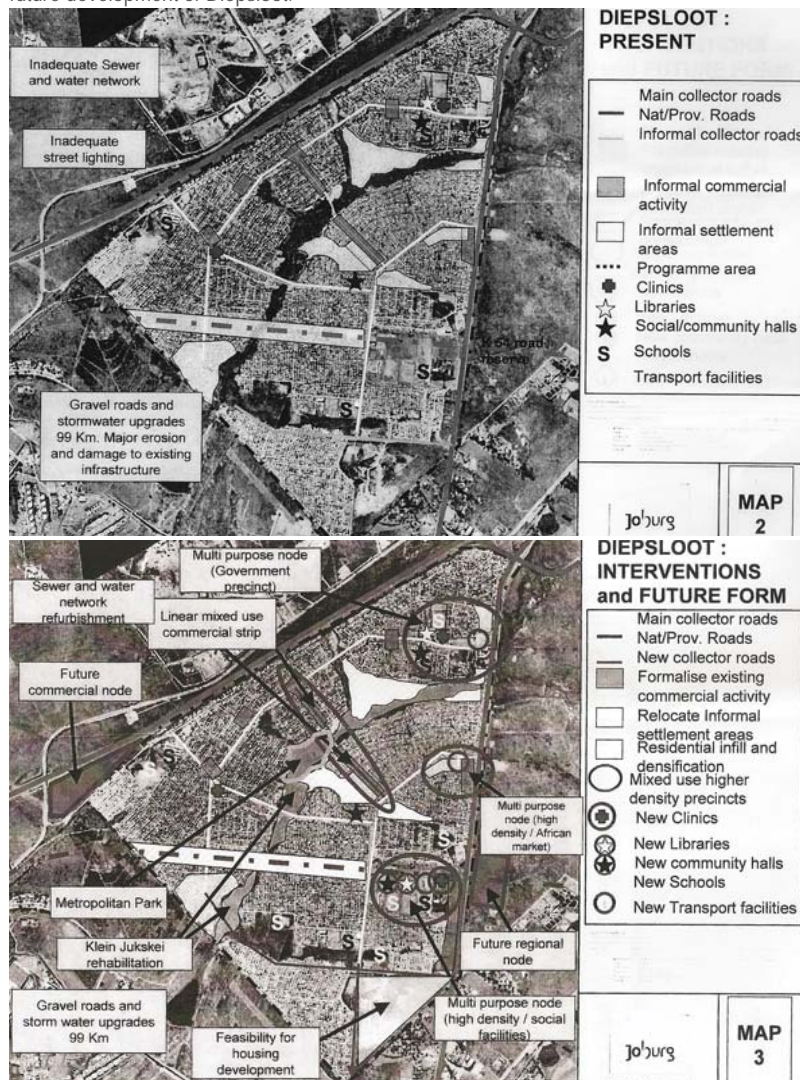 future development of Diepsloot.
DIEPSLOOT :
PRESENT
Inadequate Sewer
and water network
Inadequate
street lighting
Gravel roads and
stormwater upgrades
99 Km. Major erosion
and damage to existing
infrastructure
K 54 road
reserve
S
S
S
S
Main collector roads
Nat/Prov. Roads
Informal collector roads
Informal commercial
activity
Informal settlement
areas
Programme area
Clinics
Libraries
Social/community halls
S Schools
Transport facilities
Joburg
MAP
2
DIEPSLOOT :
INTERVENTIONS
and FUTURE FORM
Multi purpose node
(Government
precinct)
Sewer and water
network
refurbishment
Linear mixed use
commercial strip
Future
commercial node
Multi purpose
node (high
density / African
market)
Metropolitan Park
Klein Jukskei
rehabilitation
Future regional
node
Gravel roads and
storm water upgrades
99 Km
Feasibility for
housing
development
Multi purpose node
(high density / social
facilities)
S
S
S
S
S
S
S
S
S
Main collector roads
Nat/Prov. Roads
New collector roads
Formalise existing
commercial activity
Relocate Informal
settlement areas
Residential infill and
densification
Mixed use higher
density precincts
New Clinics
New Libraries
New community halls
New Schools
New Transport facilities
Joburg
MAP
3